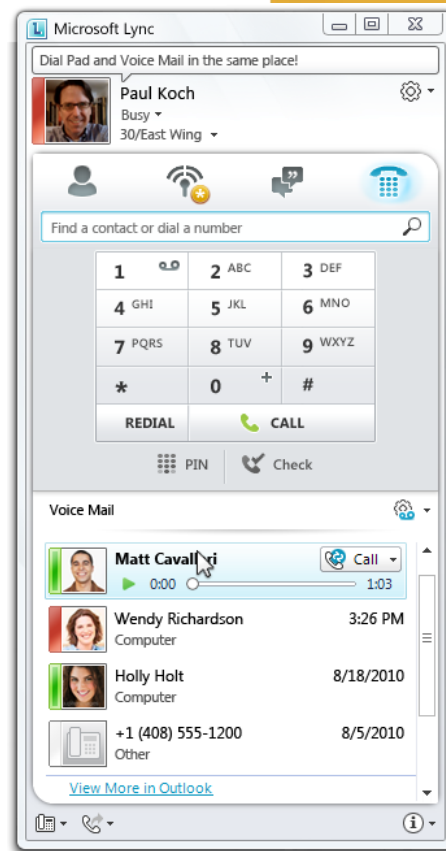 Microsoft Lync
Dial Pad and Voice Mail in the same place!
Paul Koch
Busy
30/East Wing
Find a contact or dial a number
1 2 ABC 3 DEF
4 GHI 5 JKL 6 MNO
7 PQRS 8 TUV 9 WXYZ
* 0 + #
REDIAL CALL
PIN Check
Voice Mail
Matt Cavallari Call
0:00 1:03
Wendy Richardson 3:26 PM
Computer
Holly Holt 8/18/2010
Computer
+1 (408) 555-1200 8/5/2010
Other
View More in Outlook